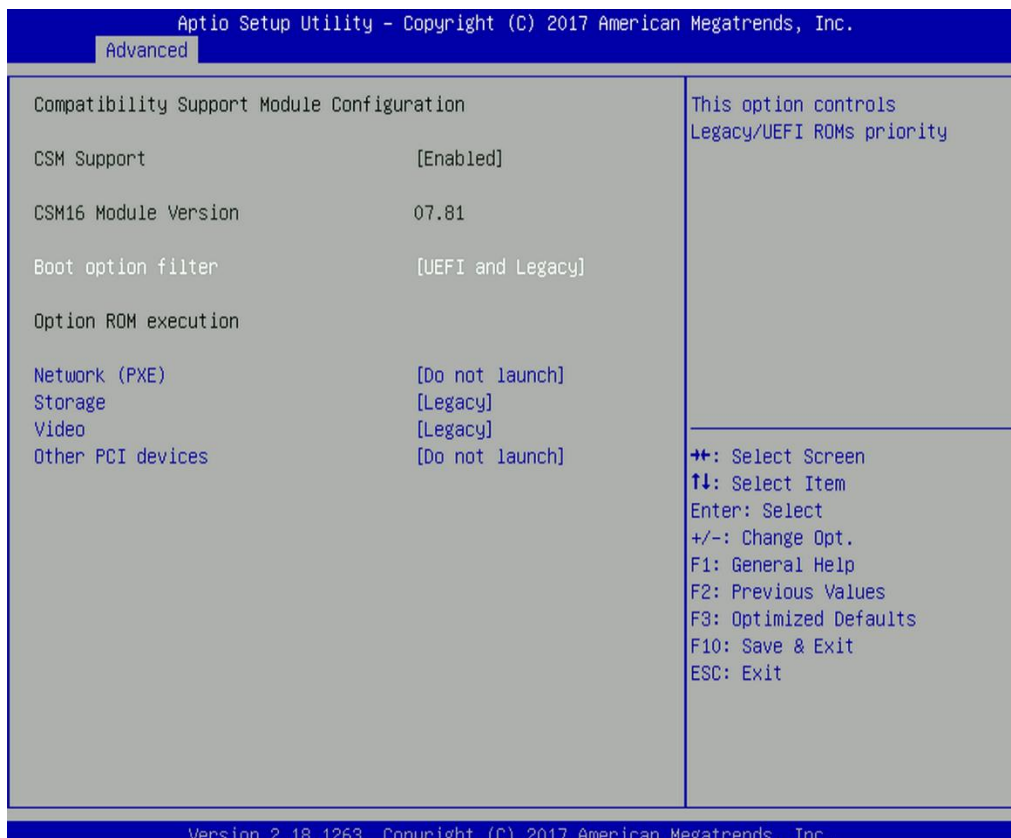 Aptio Setup Utility – Copyright (C) 2017 American Megatrends, Inc.
Advanced
Compatibility Support Module Configuration
CSM Support [Enabled]
CSM16 Module Version 07.81
Boot option filter [UEFI and Legacy]
Option ROM execution
Network (PXE) [Do not launch]
Storage [Legacy]
Video [Legacy]
Other PCI devices [Do not launch]
This option controls
Legacy/UEFI ROMs priority
→←: Select Screen
↑↓: Select Item
Enter: Select
+/-: Change Opt.
F1: General Help
F2: Previous Values
F3: Optimized Defaults
F10: Save & Exit
ESC: Exit
Version 2.18.1263. Copyright (C) 2017 American Megatrends, Inc.